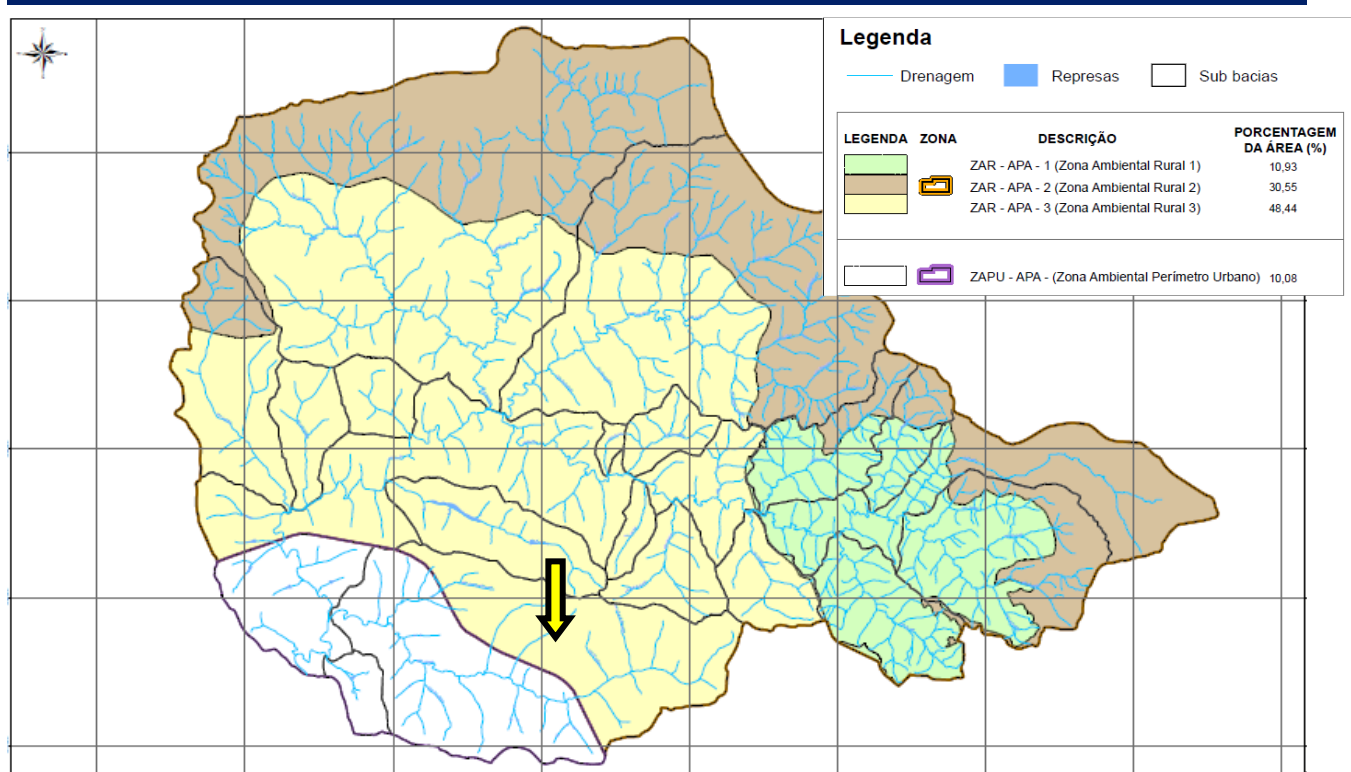 Legenda
Drenagem Represas Sub bacias
LEGENDA ZONA DESCRIÇÃO PORCENTAGEM DA ÁREA (%)
ZAR - APA - 1 (Zona Ambiental Rural 1) 10,93
ZAR - APA - 2 (Zona Ambiental Rural 2) 30,55
ZAR - APA - 3 (Zona Ambiental Rural 3) 48,44
ZAPU - APA - (Zona Ambiental Perímetro Urbano) 10,08